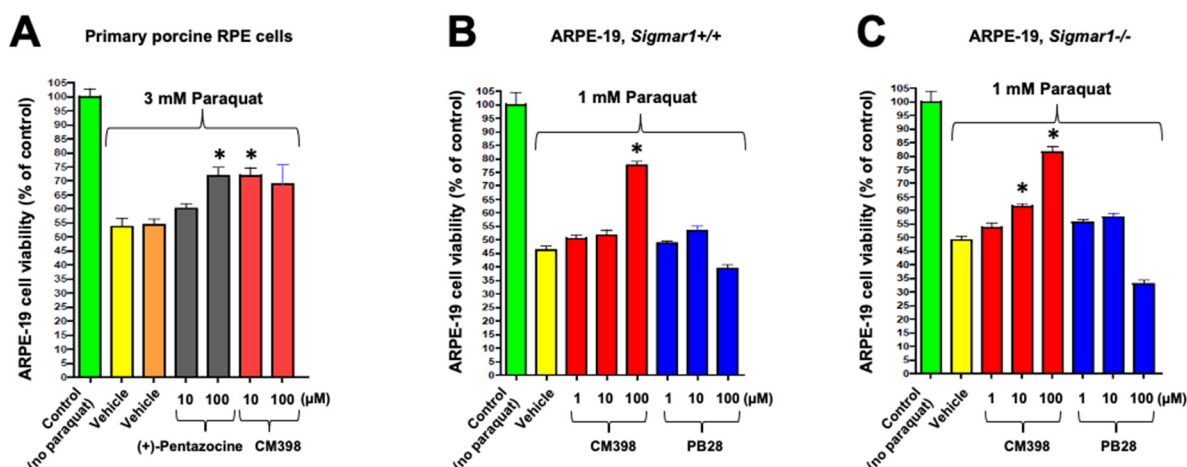 A
Primary porcine RPE cells
ARPE-19 cell viability (% of control)
105
100
95
90
85
80
75
70
65
60
55
50
45
40
35
30
25
20
15
10
5
0
3 mM Paraquat
*
*
Control
(no paraquat)
Vehicle
Vehicle
10
100
10
100
(µM)
(+)-Pentazocine
CM398
B
ARPE-19, Sigmar1+/+
ARPE-19 cell viability (% of control)
105
100
95
90
85
80
75
70
65
60
55
50
45
40
35
30
25
20
15
10
5
0
1 mM Paraquat
*
Control
(no paraquat)
Vehicle
1
10
100
1
10
100
(µM)
CM398
PB28
C
ARPE-19, Sigmar1-/-
ARPE-19 cell viability (% of control)
105
100
95
90
85
80
75
70
65
60
55
50
45
40
35
30
25
20
15
10
5
0
1 mM Paraquat
*
*
Control
(no paraquat)
Vehicle
1
10
100
1
10
100
(µM)
CM398
PB28